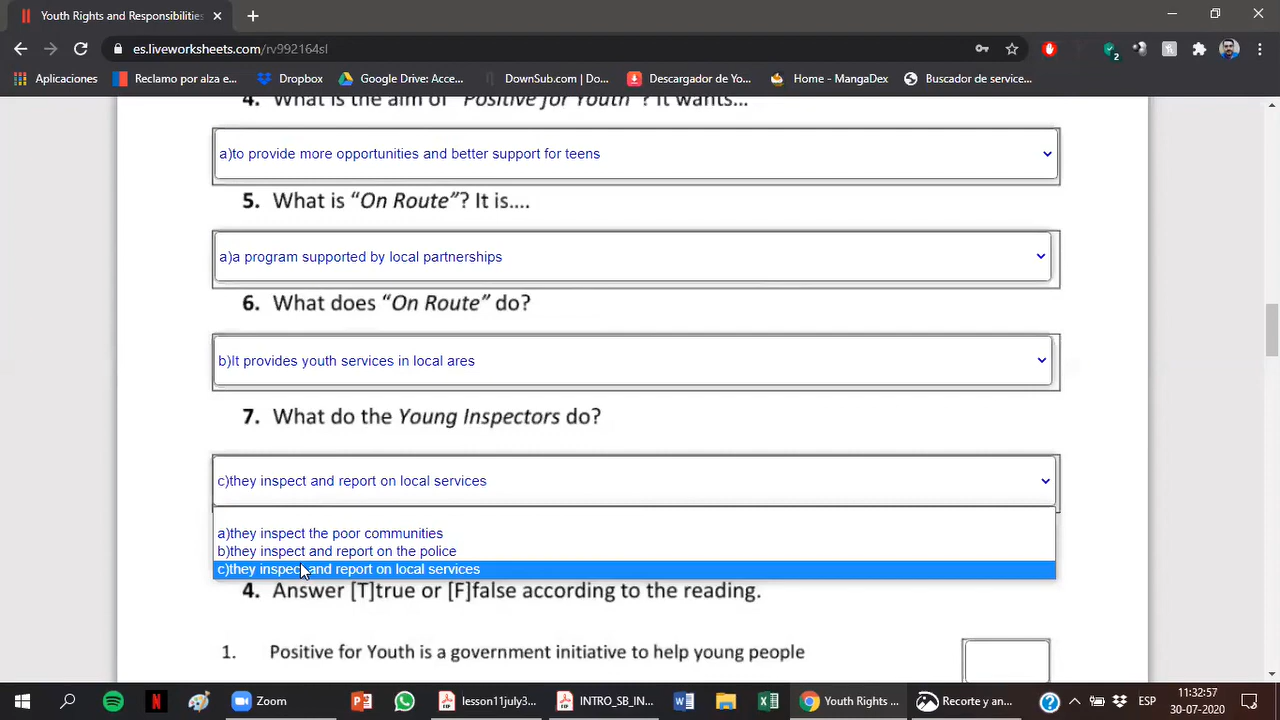 Youth Rights and Responsibilities
es.liveworksheets.com/rv992164sl
2
Aplicaciones
Reclamo por alza e...
Dropbox
Google Drive: Acce...
DownSub.com | Do...
Descargador de Yo...
Home - MangaDex
Buscador de service...
4. What is the aim of "Positive for Youth"? It wants...
a)to provide more opportunities and better support for teens
5. What is “On Route”? It is....
a)a program supported by local partnerships
6. What does “On Route” do?
b)It provides youth services in local ares
7. What do the Young Inspectors do?
c)they inspect and report on local services
a)they inspect the poor communities
b)they inspect and report on the police
c)they inspect and report on local services
4. Answer [T]true or [F]false according to the reading.
1. Positive for Youth is a government initiative to help young people
Zoom
lesson11july3...
INTRO_SB_IN...
Youth Rights ...
Recorte y an...
ESP
11:32:57
30-07-2020